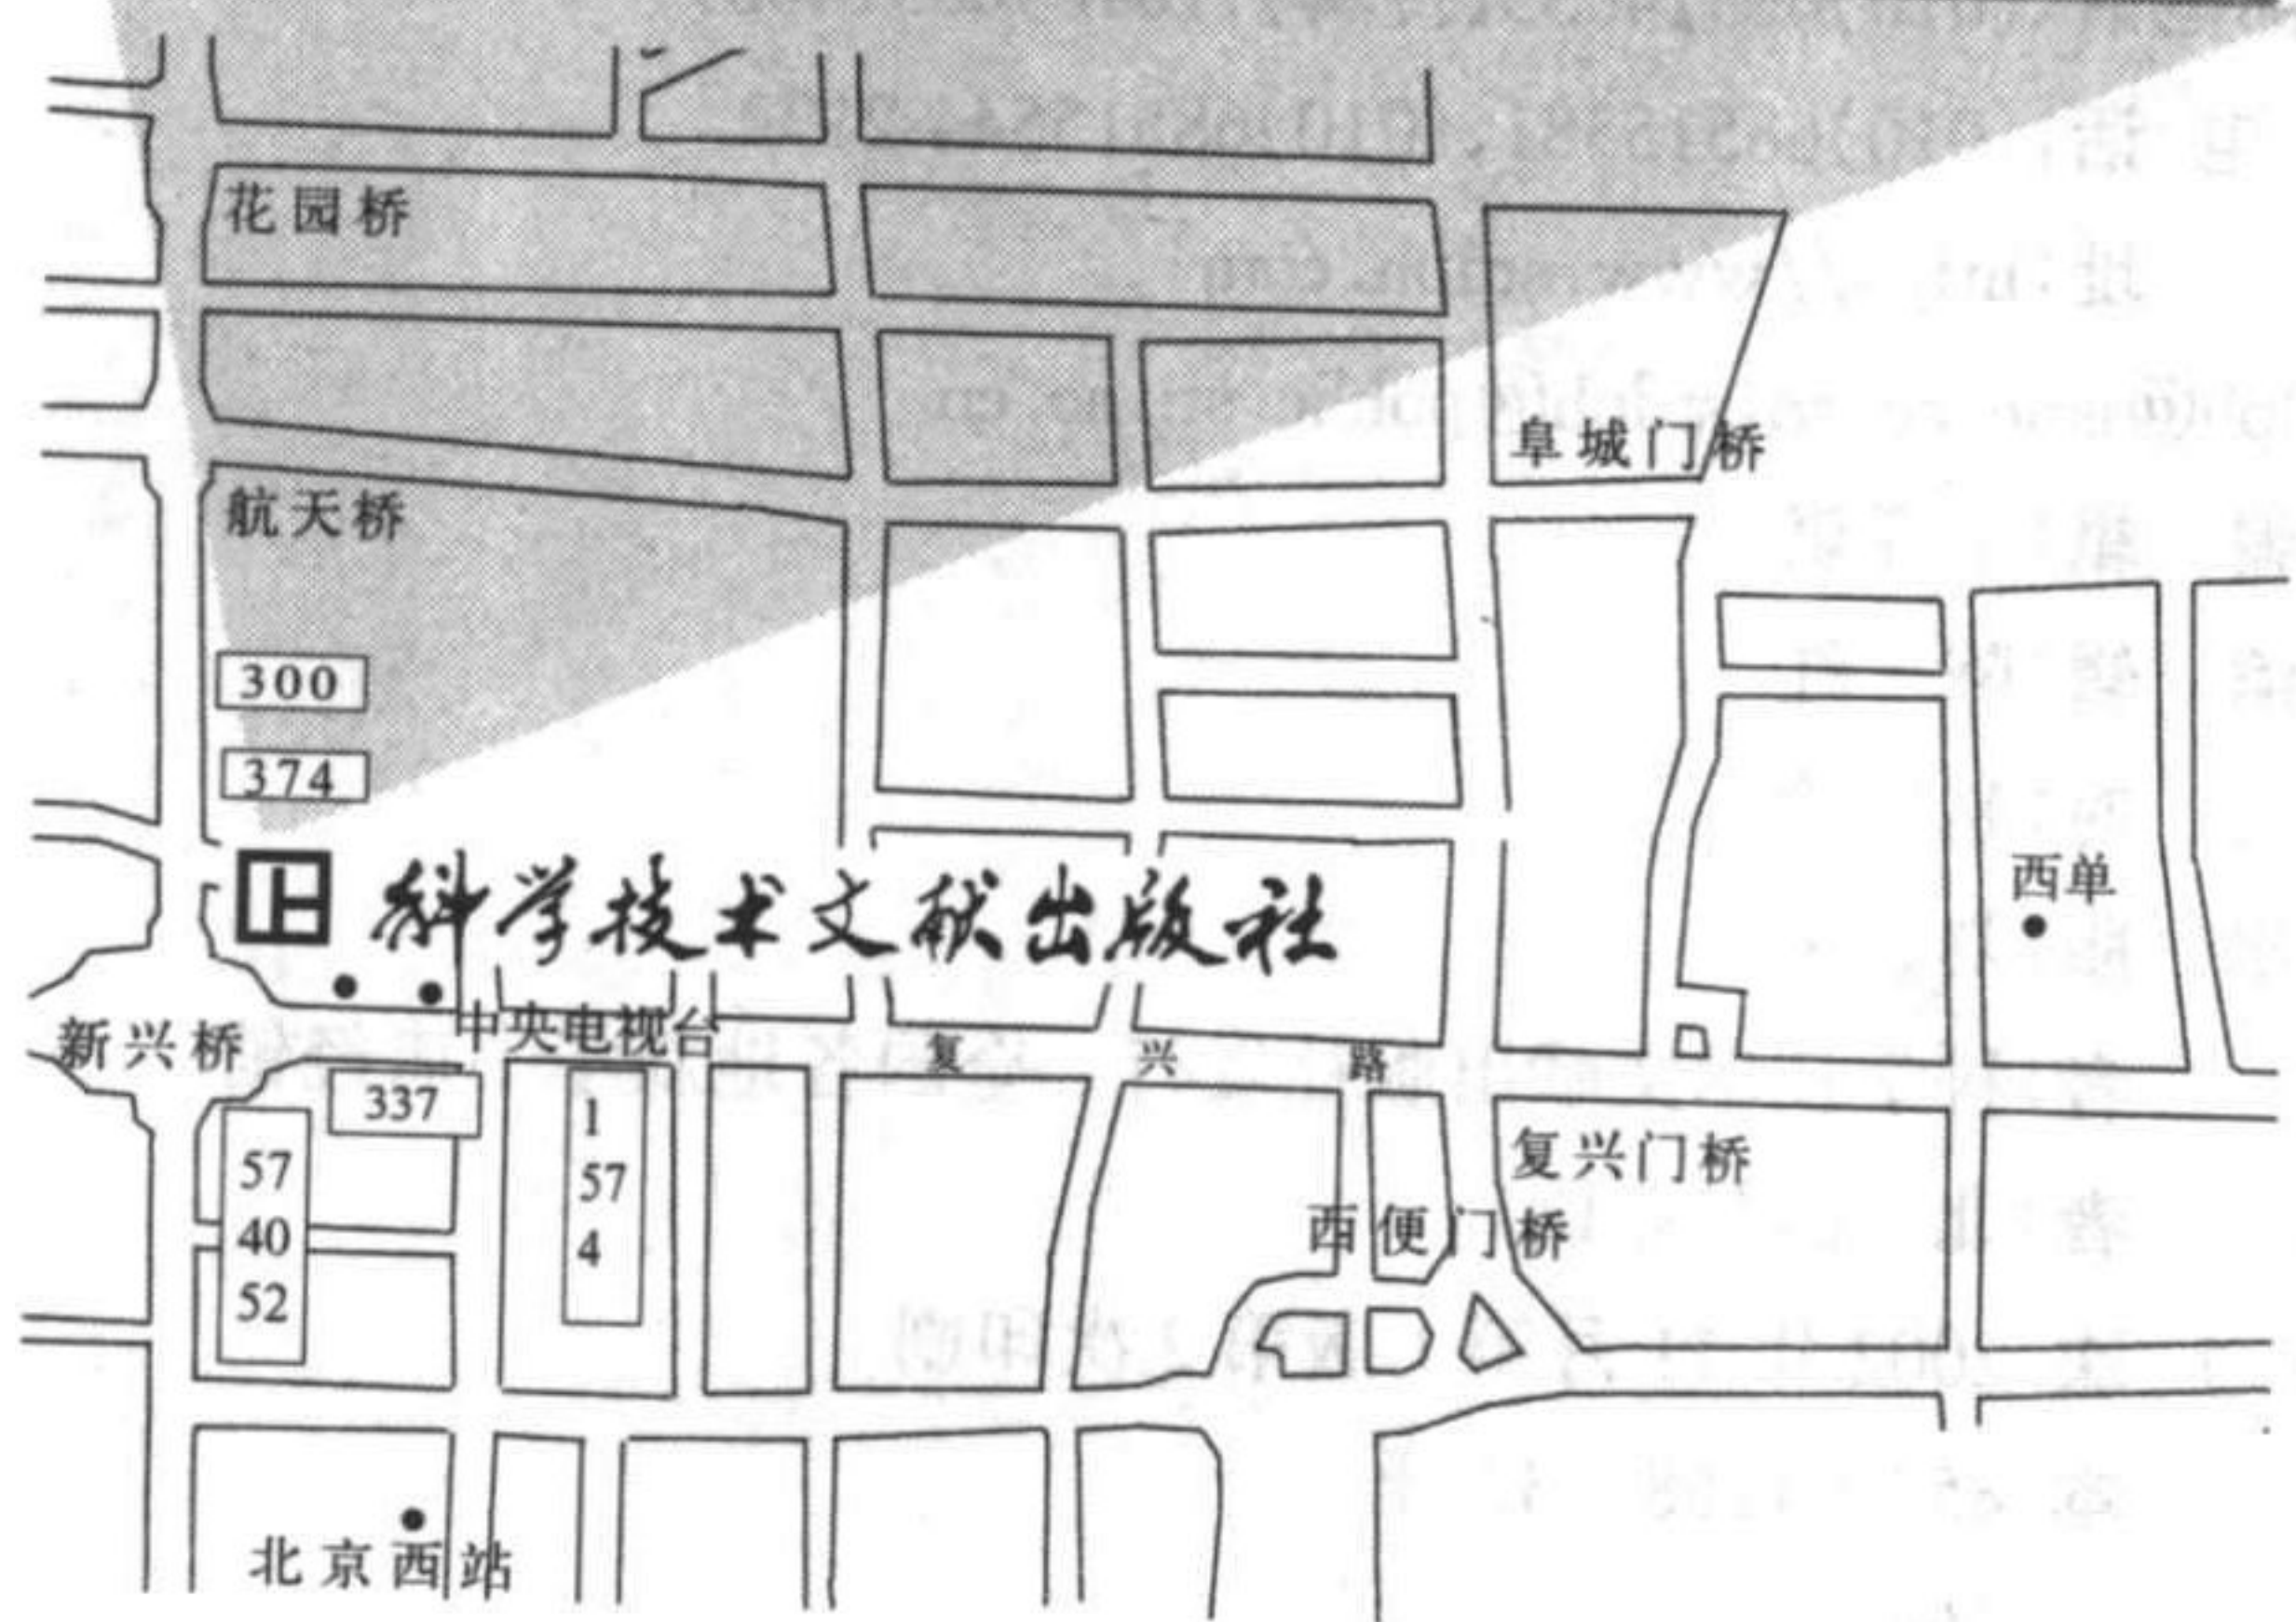 花园桥
阜城门桥
航天桥
300
374
西单
科学技术文献出版社
中央电视台
新兴桥
复兴路
337
1
57
4
57
40
52
复兴门桥
西便门桥
北京西站